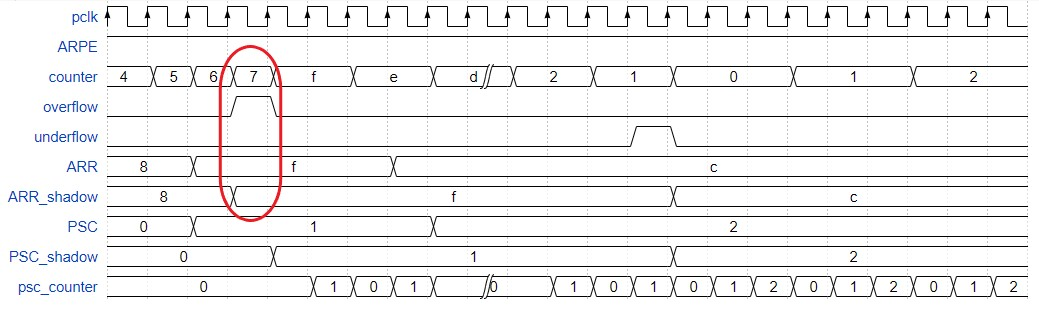 pclk
ARPE
counter 4 5 6 7 f e d 2 1 0 1 2
overflow
underflow
ARR 8 f c
ARR_shadow 8 f c
PSC 0 1 2
PSC_shadow 0 1 2
psc_counter 0 1 0 1 0 1 0 1 0 1 2 0 1 2 0 1 2